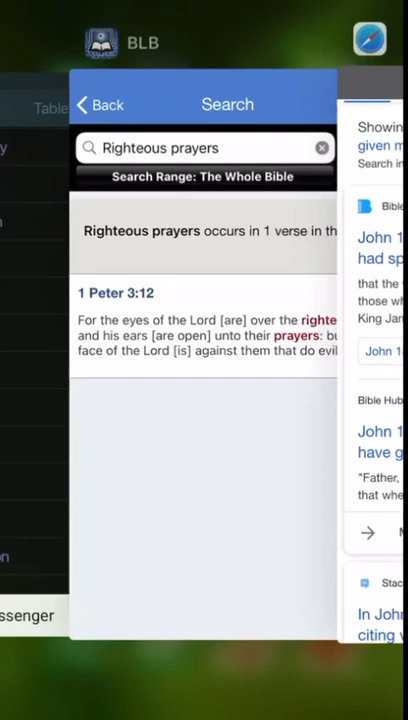 BLB
Table
y
n
on
ssenger
Back
Search
Righteous prayers
Search Range: The Whole Bible
Righteous prayers occurs in 1 verse in th
1 Peter 3:12
For the eyes of the Lord [are] over the righte
and his ears [are open] unto their prayers: bu
face of the Lord [is] against them that do evil
Showin
given m
Search in
Bible
John 1
had sp
that the
those wh
King Jan
John 1
Bible Hub
John 1
have g
"Father,
that whe
Stac
In Joh
citing